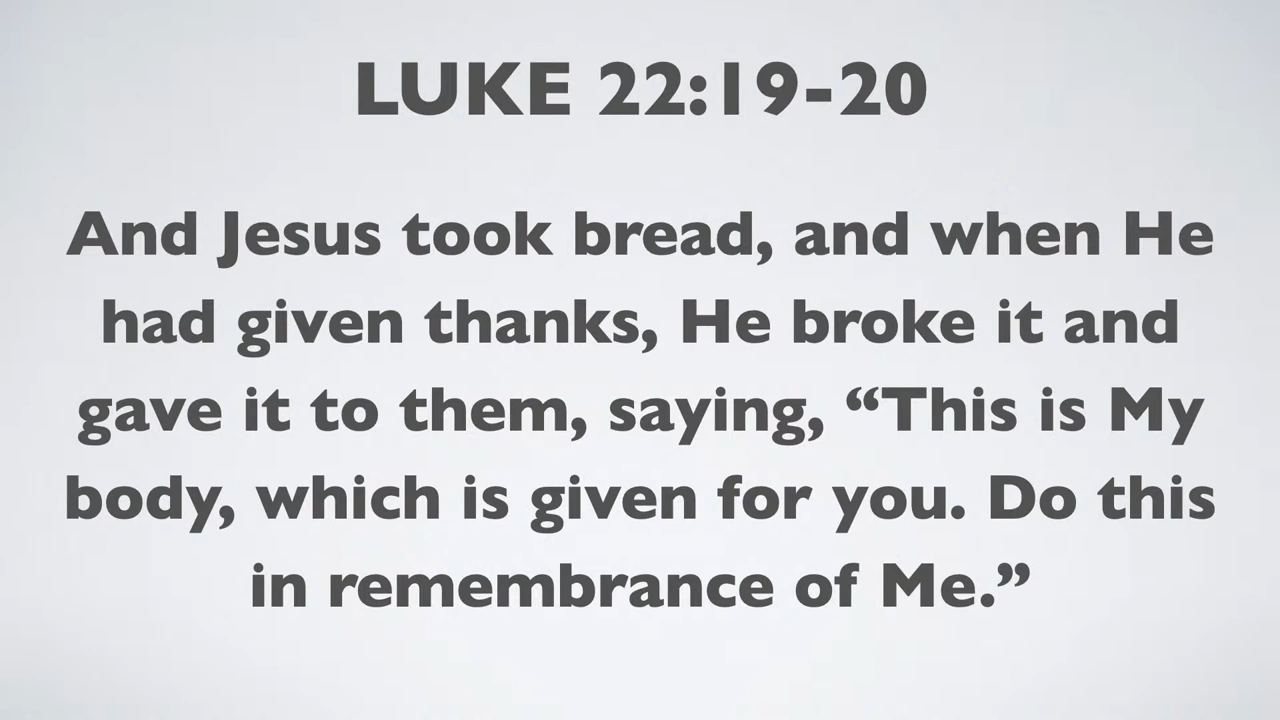 LUKE 22:19-20
And Jesus took bread, and when He
had given thanks, He broke it and
gave it to them, saying, “This is My
body, which is given for you. Do this
in remembrance of Me.”